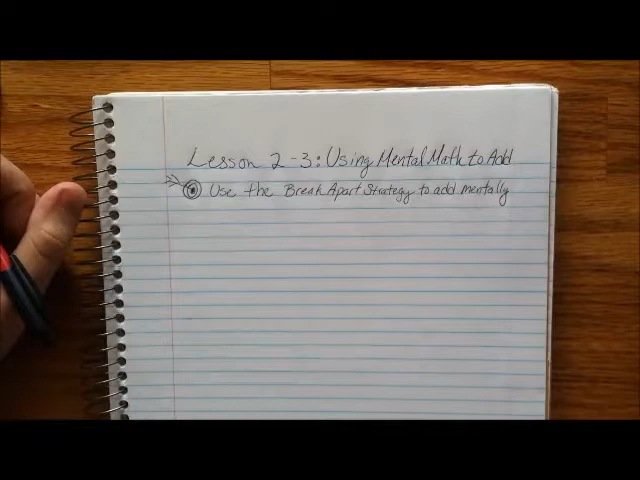 Lesson 2-3: Using Mental Math to Add
Use the Break Apart Strategy to add mentally